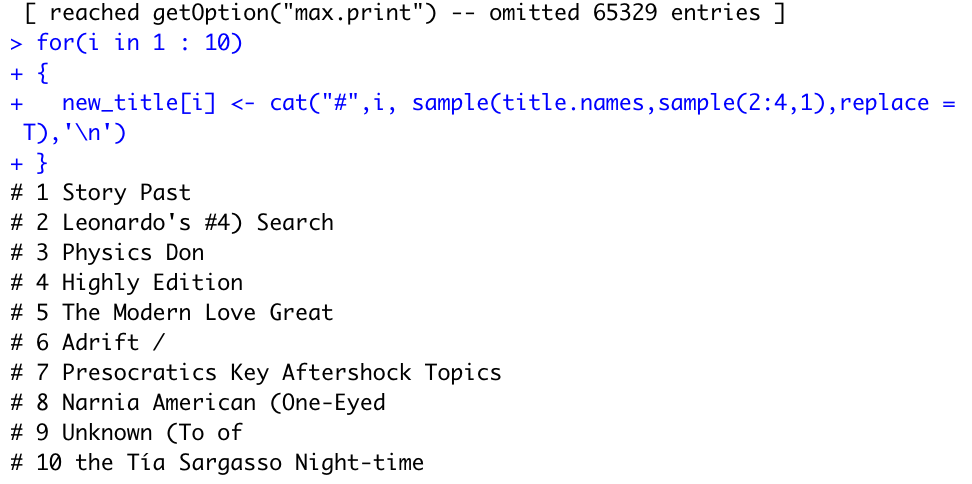 [ reached getOption("max.print") -- omitted 65329 entries ]
> for(i in 1 : 10)
+ {
+   new_title[i] <- cat("#",i, sample(title.names,sample(2:4,1),replace =
T),'\n')
+ }
# 1 Story Past
# 2 Leonardo's #4) Search
# 3 Physics Don
# 4 Highly Edition
# 5 The Modern Love Great
# 6 Adrift /
# 7 Presocratics Key Aftershock Topics
# 8 Narnia American (One-Eyed
# 9 Unknown (To of
# 10 the Tía Sargasso Night-time